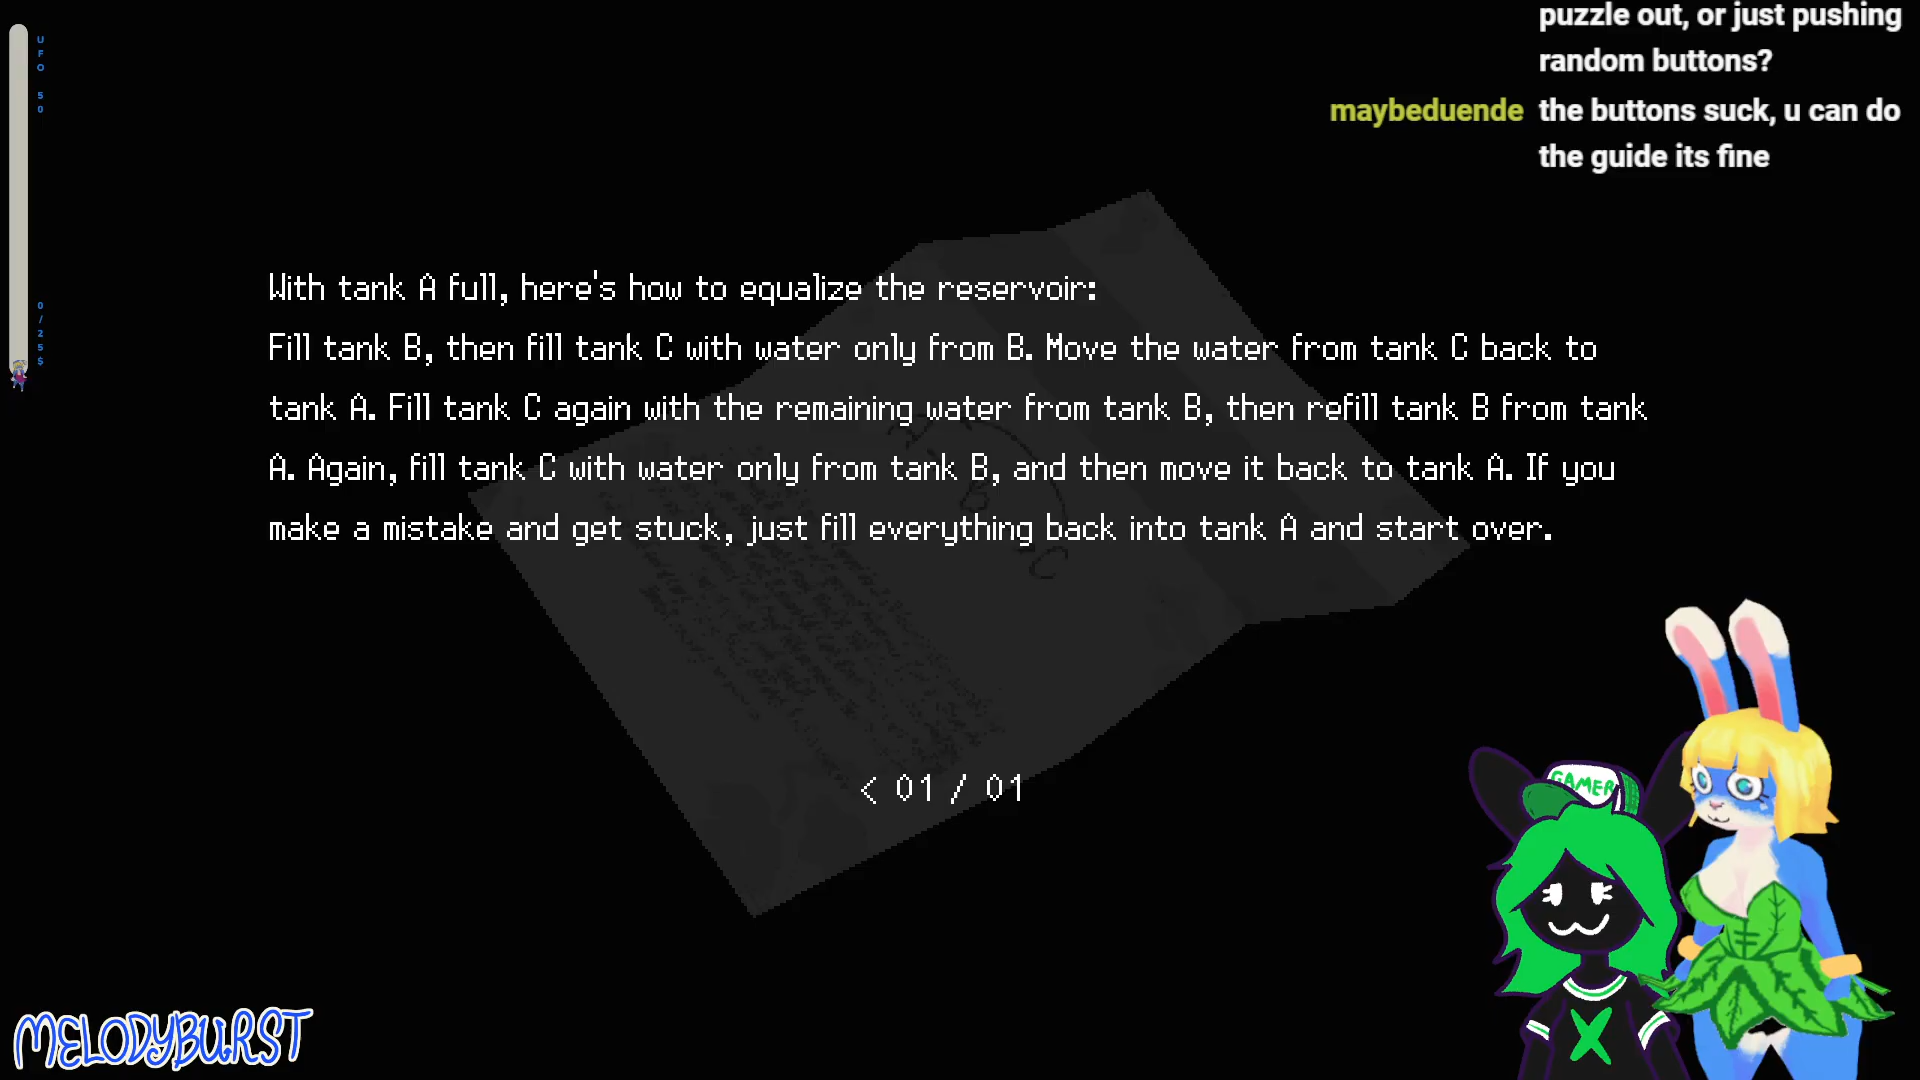 puzzle out, or just pushing
random buttons?
maybeduende the buttons suck, u can do
the guide its fine
UFO 50
0/25$
With tank A full, here's how to equalize the reservoir:
Fill tank B, then fill tank C with water only from B. Move the water from tank C back to
tank A. Fill tank C again with the remaining water from tank B, then refill tank B from tank
A. Again, fill tank C with water only from tank B, and then move it back to tank A. If you
make a mistake and get stuck, just fill everything back into tank A and start over.
A
B
C
< 01 / 01
GAMER
X
MELODYBURST